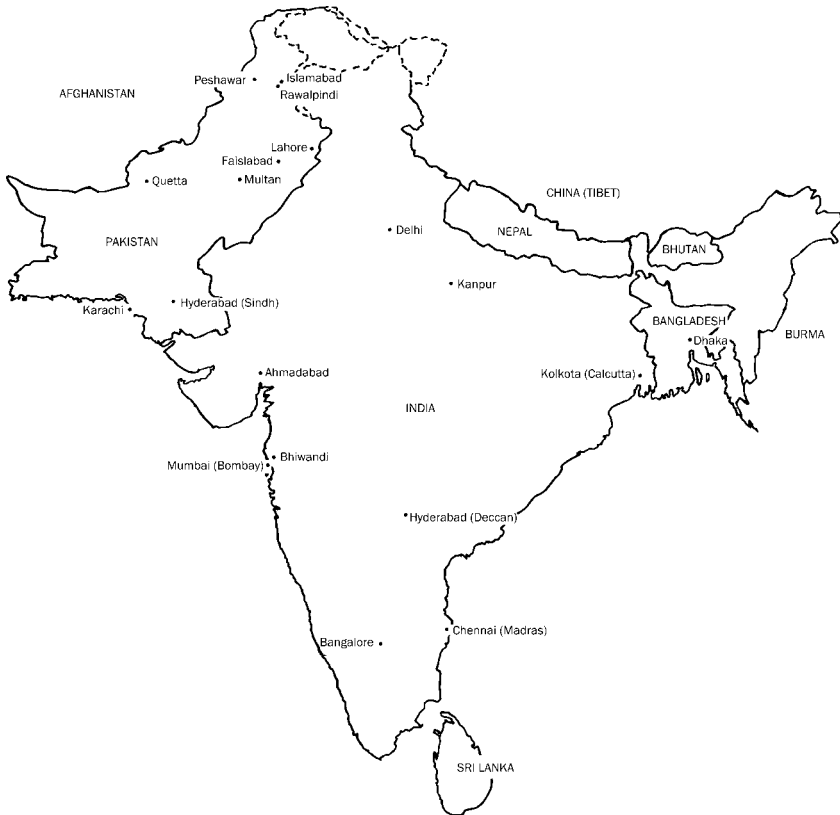 Peshawar
Islamabad
Rawalpindi
AFGHANISTAN
Lahore
Faislabad
Quetta
Multan
CHINA (TIBET)
Delhi
NEPAL
PAKISTAN
BHUTAN
Kanpur
Hyderabad (Sindh)
Karachi
BANGLADESH
BURMA
Dhaka
Ahmadabad
Kolkota (Calcutta)
INDIA
Bhiwandi
Mumbai (Bombay)
Hyderabad (Deccan)
Chennai (Madras)
Bangalore
SRI LANKA